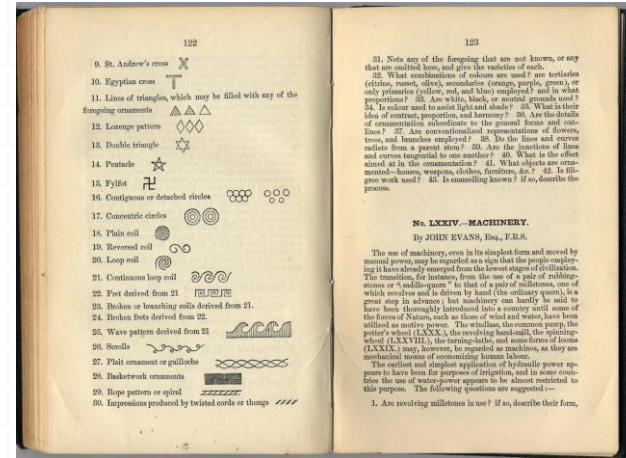 122
9. St. Andrew's cross
10. Egyptian cross
11. Lines of triangles, which may be filled with any of the
foregoing ornaments
12. Lozenge pattern
13. Double triangle
14. Pentacle
15. Fylfot
16. Contiguous or detached circles
17. Concentric circles
18. Plain coil
19. Reversed coil
20. Loop coil
21. Continuous loop coil
22. Fret derived from 21
23. Broken or branching coils derived from 21.
24. Broken frets derived from 22.
25. Wave pattern derived from 21
26. Scrolls
27. Plait ornament or guilloche
28. Basketwork ornaments
29. Rope pattern or spiral
30. Impressions produced by twisted cords or thongs
123
31. Note any of the foregoing that are not known, or any
that are omitted here, and give the varieties of each.
32. What combinations of colours are used? are tertiaries
(citrine, russet, olive), secondaries (orange, purple, green), or
only primaries (yellow, red, and blue) employed? and in what
proportions? 33. Are white, black, or neutral grounds used?
34. Is colour used to assist light and shade? 35. What is their
idea of contrast, proportion, and harmony? 36. Are the details
of ornamentation subordinate to the general forms and out-
lines? 37. Are conventionalized representations of flowers,
trees, and branches employed? 38. Do the lines and curves
radiate from a parent stem? 39. Are the junctions of lines
and curves tangential to one another? 40. What is the effect
aimed at in the ornamentation? 41. What objects are orna-
mented—houses, weapons, clothes, furniture, &c.? 42. Is fili-
gree work used? 43. Is enamelling known? if so, describe the
process.
No. LXXIV.—MACHINERY.
By JOHN EVANS, Esq., F.R.S.
The use of machinery, even in its simplest form and moved by
manual power, may be regarded as a sign that the people employ-
ing it have already emerged from the lowest stages of civilization.
The transition, for instance, from the use of a pair of rubbing-
stones or "saddle-quern" to that of a pair of millstones, one of
which revolves and is driven by hand (the ordinary quern), is a
great step in advance; but machinery can hardly be said to
have been thoroughly introduced into a country until some of
the forces of Nature, such as those of wind and water, have been
utilized as motive power. The windlass, the common pump, the
potter's wheel (LXXX.), the revolving hand-mill, the spinning-
wheel (LXXVIII.), the turning-lathe, and some forms of looms
(LXXIX.) may, however, be regarded as machines, as they are
mechanical means of economizing human labour.
The earliest and simplest application of hydraulic power ap-
pears to have been for purposes of irrigation, and in some coun-
tries the use of water-power appears to be almost restricted to
this purpose. The following questions are suggested:—
1. Are revolving millstones in use? if so, describe their form,